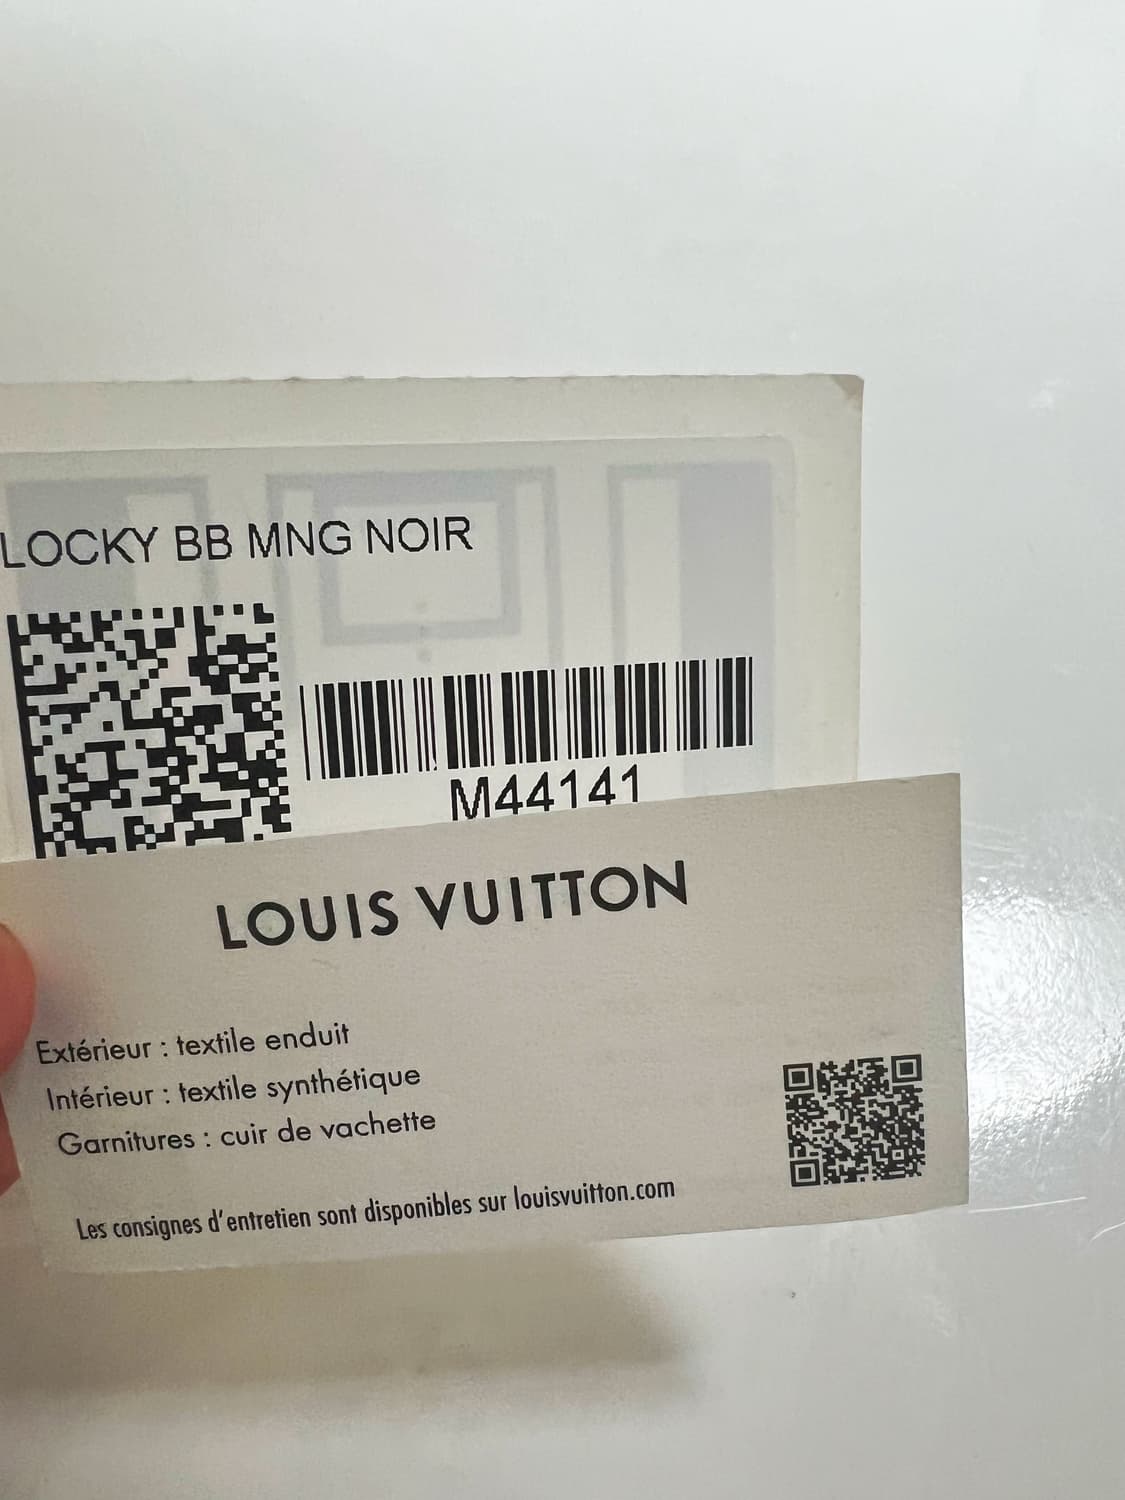 LOCKY BB MNG NOIR
M44141
LOUIS VUITTON
Extérieur : textile enduit
Intérieur : textile synthétique
Garnitures : cuir de vachette
Les consignes d'entretien sont disponibles sur louisvuitton.com